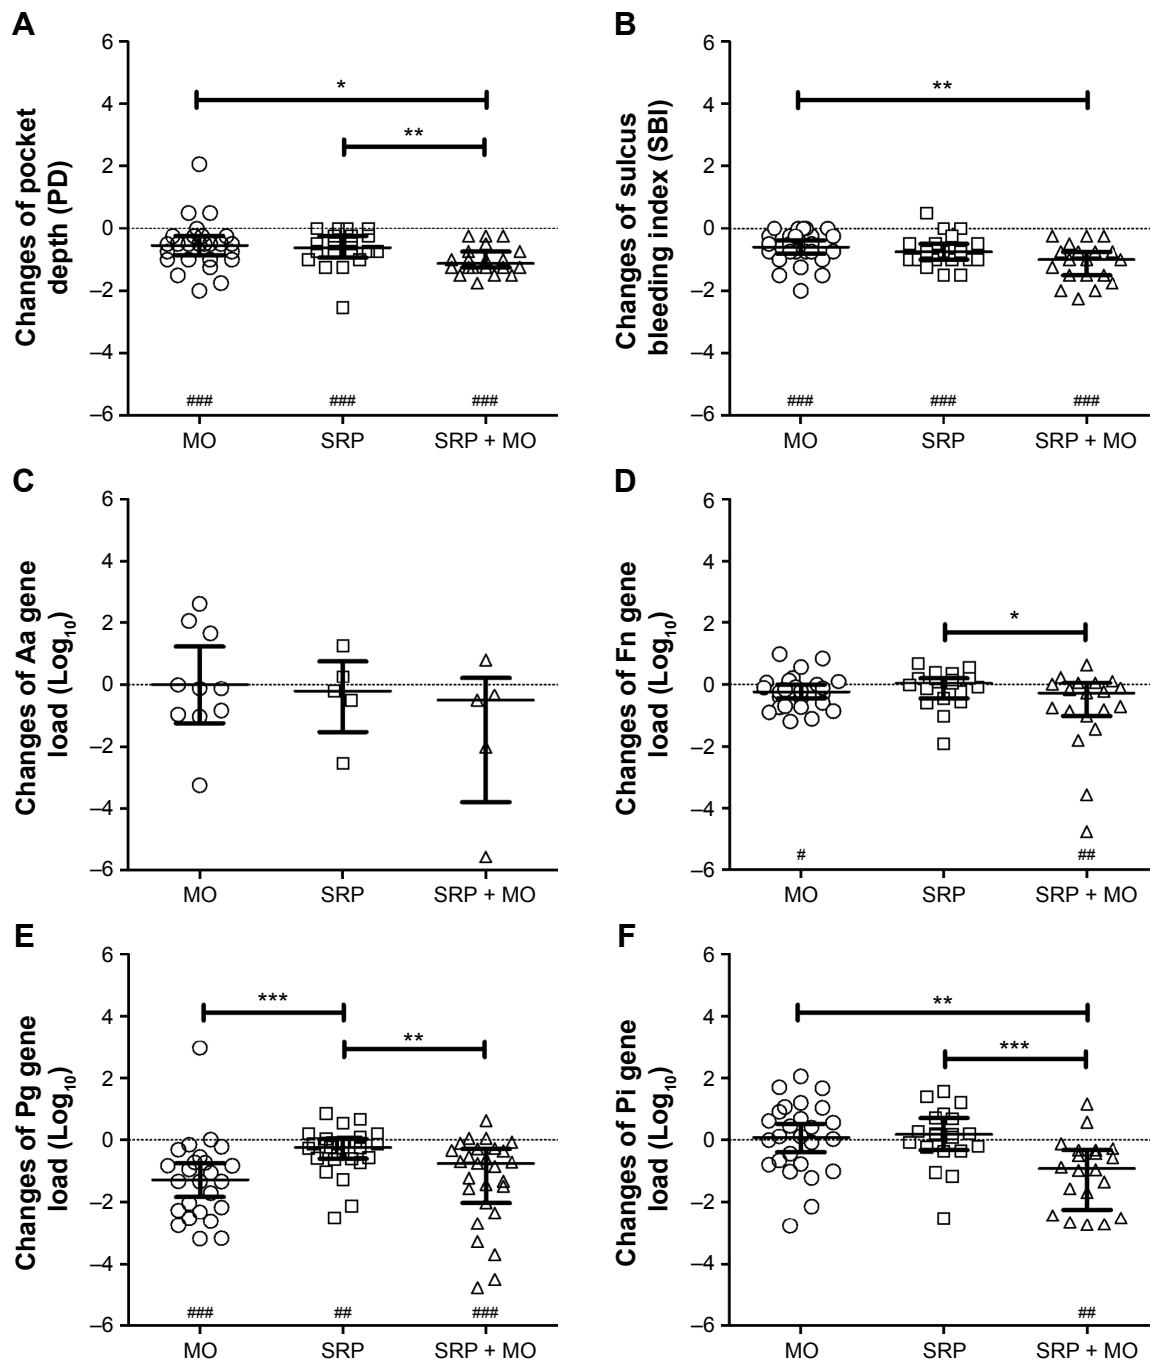 A
Changes of pocket
depth (PD)
6
4
2
0
–2
–4
–6
*
**
###
###
###
MO
SRP
SRP + MO
B
Changes of sulcus
bleeding index (SBI)
6
4
2
0
–2
–4
–6
**
###
###
###
MO
SRP
SRP + MO
C
Changes of Aa gene
load (Log10)
6
4
2
0
–2
–4
–6
MO
SRP
SRP + MO
D
Changes of Fn gene
load (Log10)
6
4
2
0
–2
–4
–6
*
#
##
MO
SRP
SRP + MO
E
Changes of Pg gene
load (Log10)
6
4
2
0
–2
–4
–6
***
**
###
##
###
MO
SRP
SRP + MO
F
Changes of Pi gene
load (Log10)
6
4
2
0
–2
–4
–6
**
***
##
MO
SRP
SRP + MO